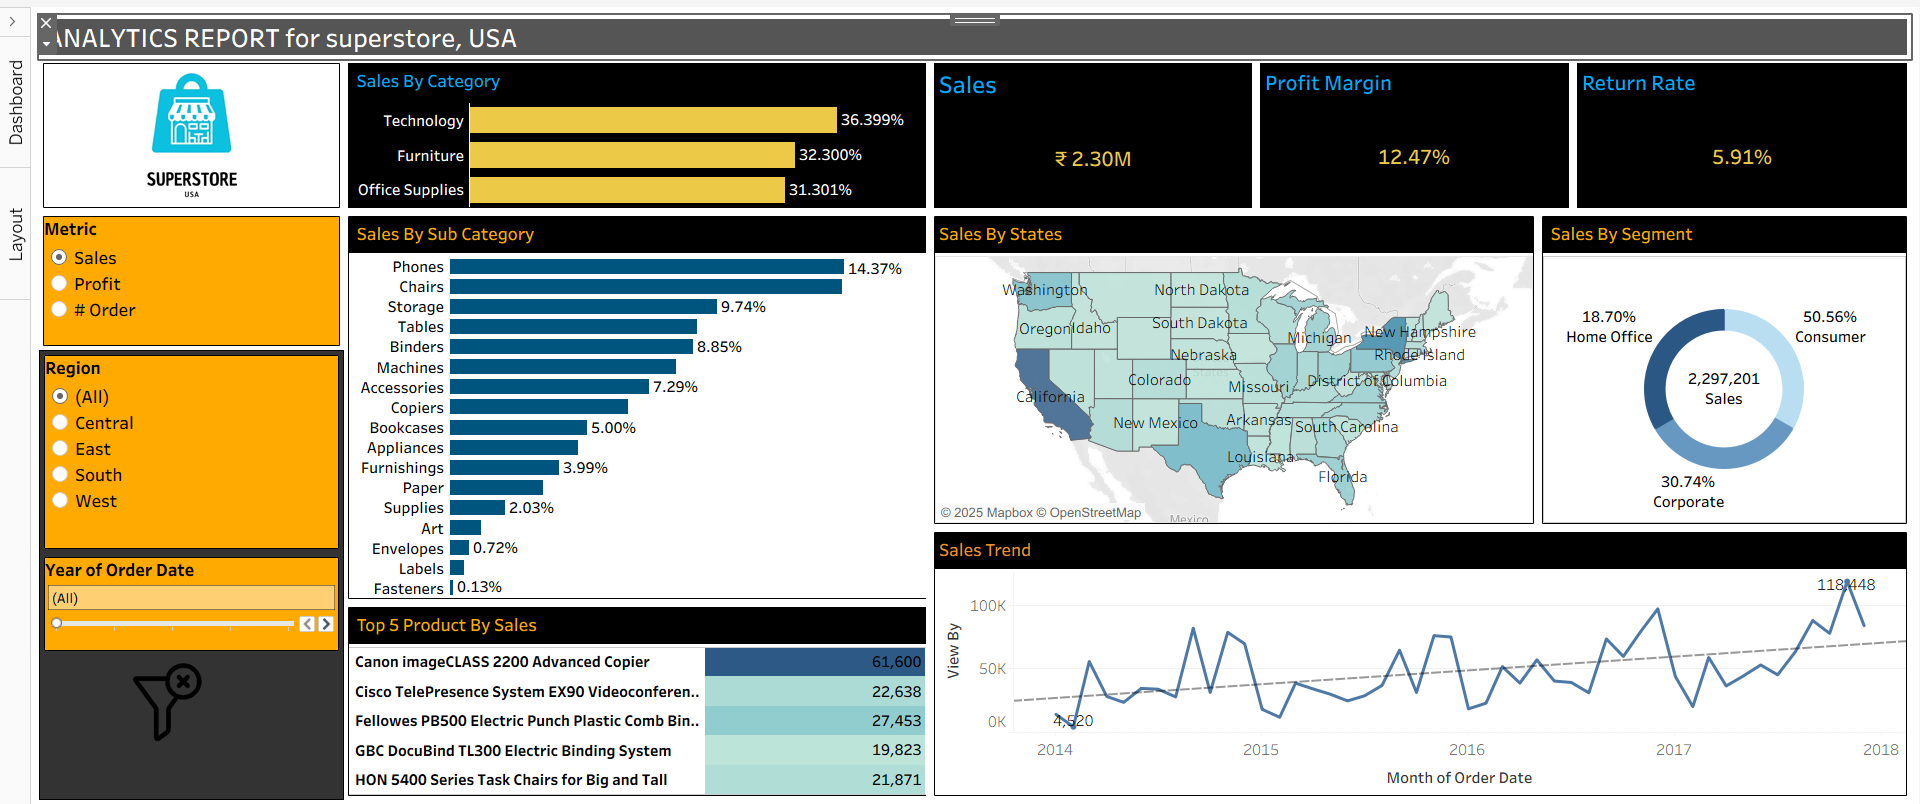 ANALYTICS REPORT for superstore, USA
Dashboard
Layout
SUPERSTORE
USA
Sales By Category
Technology 36.399%
Furniture 32.300%
Office Supplies 31.301%
Sales
₹ 2.30M
Profit Margin
12.47%
Return Rate
5.91%
Metric
Sales
Profit
# Order
Region
(All)
Central
East
South
West
Year of Order Date
(All)
Sales By Sub Category
Phones 14.37%
Chairs
Storage 9.74%
Tables
Binders 8.85%
Machines
Accessories 7.29%
Copiers
Bookcases 5.00%
Appliances
Furnishings 3.99%
Paper
Supplies 2.03%
Art
Envelopes 0.72%
Labels
Fasteners 0.13%
Top 5 Product By Sales
Canon imageCLASS 2200 Advanced Copier 61,600
Cisco TelePresence System EX90 Videoconferen.. 22,638
Fellowes PB500 Electric Punch Plastic Comb Bin.. 27,453
GBC DocuBind TL300 Electric Binding System 19,823
HON 5400 Series Task Chairs for Big and Tall 21,871
Sales By States
Washington
North Dakota
Oregon
Idaho
South Dakota
Michigan
New Hampshire
Nebraska
Rhode Island
States
Colorado
Missouri
District of Columbia
California
New Mexico
Arkansas
South Carolina
Louisiana
Florida
Mexico
© 2025 Mapbox © OpenStreetMap
Sales By Segment
18.70%
Home Office
50.56%
Consumer
2,297,201
Sales
30.74%
Corporate
Sales Trend
118,448
100K
50K
0K
View By
4,520
2014
2015
2016
2017
2018
Month of Order Date